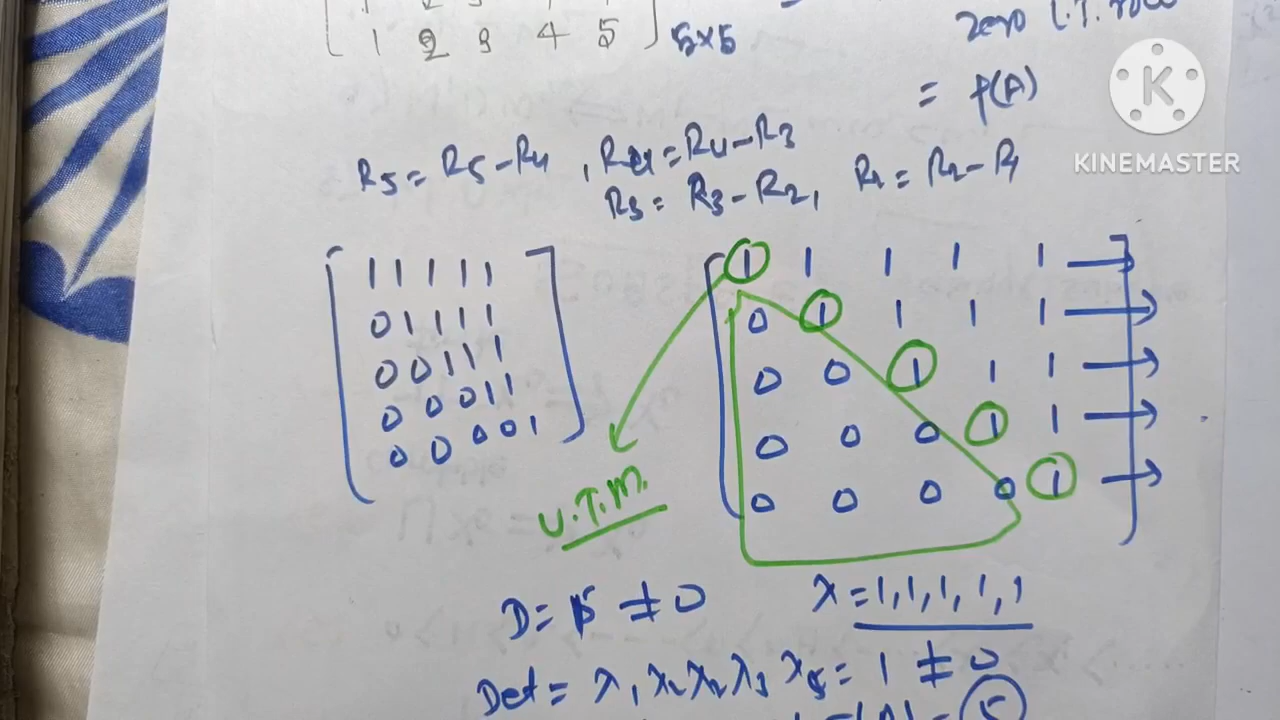 1 2 3 4 5 5×5
zero L.I. row
= ρ(A)
K
KINEMASTER
R5 = R5-R4, R4 = R4-R3
R3 = R3-R2, R2 = R2-R1
1 1 1 1 1
0 1 1 1 1
0 0 1 1 1
0 0 0 1 1
0 0 0 0 1
1 1 1 1 1
0 1 1 1 1
0 0 1 1 1
0 0 0 1 1
0 0 0 0 1
U.T.M.
D = ≠ 0
λ = 1,1,1,1,1
Det = λ1 λ2 λ2 λ3 λ5 = 1 ≠ 0
5